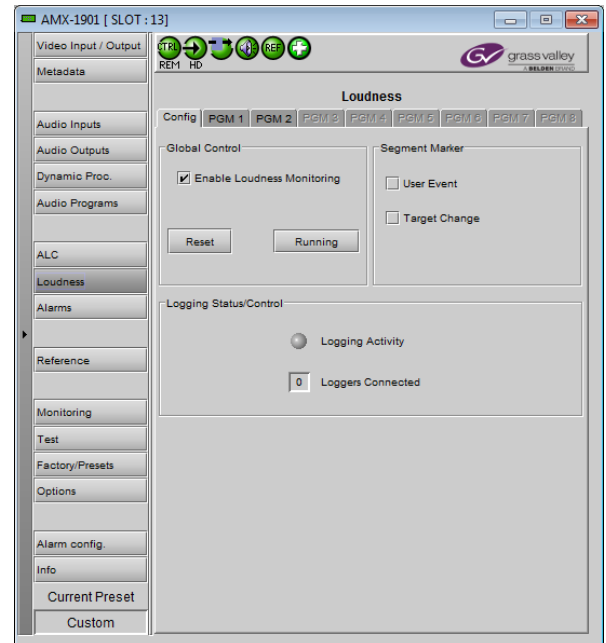 AMX-1901 [ SLOT : 13]
Video Input / Output
Metadata
Audio Inputs
Audio Outputs
Dynamic Proc.
Audio Programs
ALC
Loudness
Alarms
Reference
Monitoring
Test
Factory/Presets
Options
Alarm config.
Info
Current Preset
Custom
CTRL REF
REM HD
GV grass valley
A BELDEN BRAND
Loudness
Config PGM 1 PGM 2 PGM 3 PGM 4 PGM 5 PGM 6 PGM 7 PGM 8
Global Control
Enable Loudness Monitoring
Reset Running
Segment Marker
User Event
Target Change
Logging Status/Control
Logging Activity
0 Loggers Connected